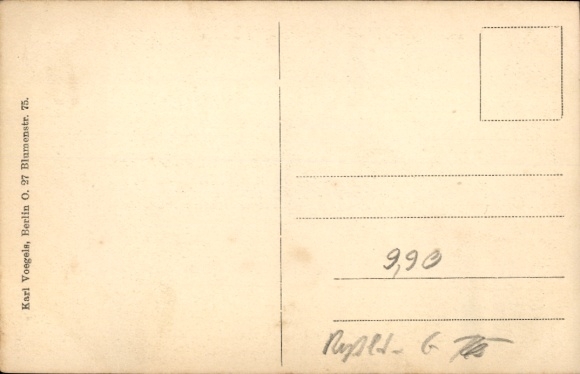 Karl Voegels, Berlin O. 27 Blumenstr. 75.
9,90